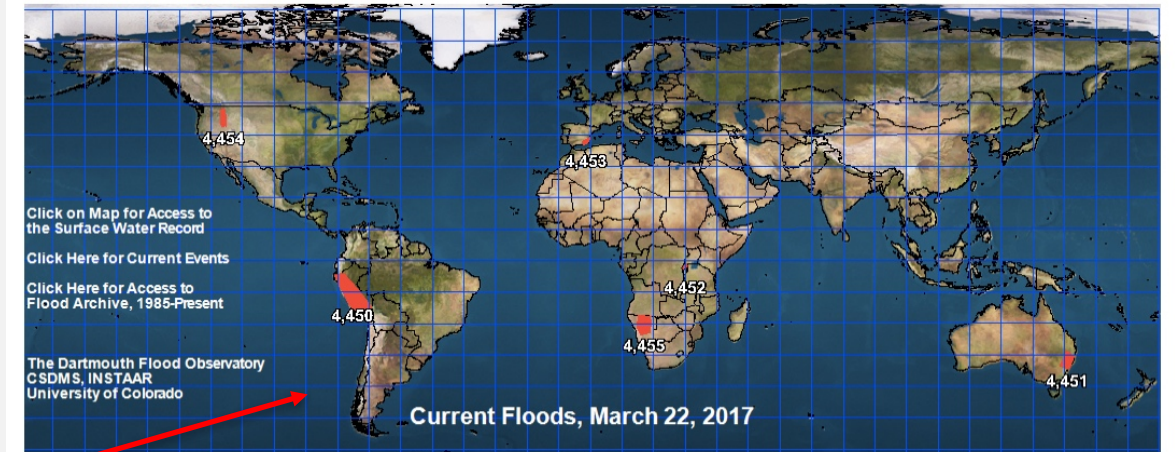 4,454
4,453
Click on Map for Access to
the Surface Water Record
Click Here for Current Events
Click Here for Access to
Flood Archive, 1985-Present
4,452
4,450
4,455
The Dartmouth Flood Observatory
CSDMS, INSTAAR
University of Colorado
4,451
Current Floods, March 22, 2017